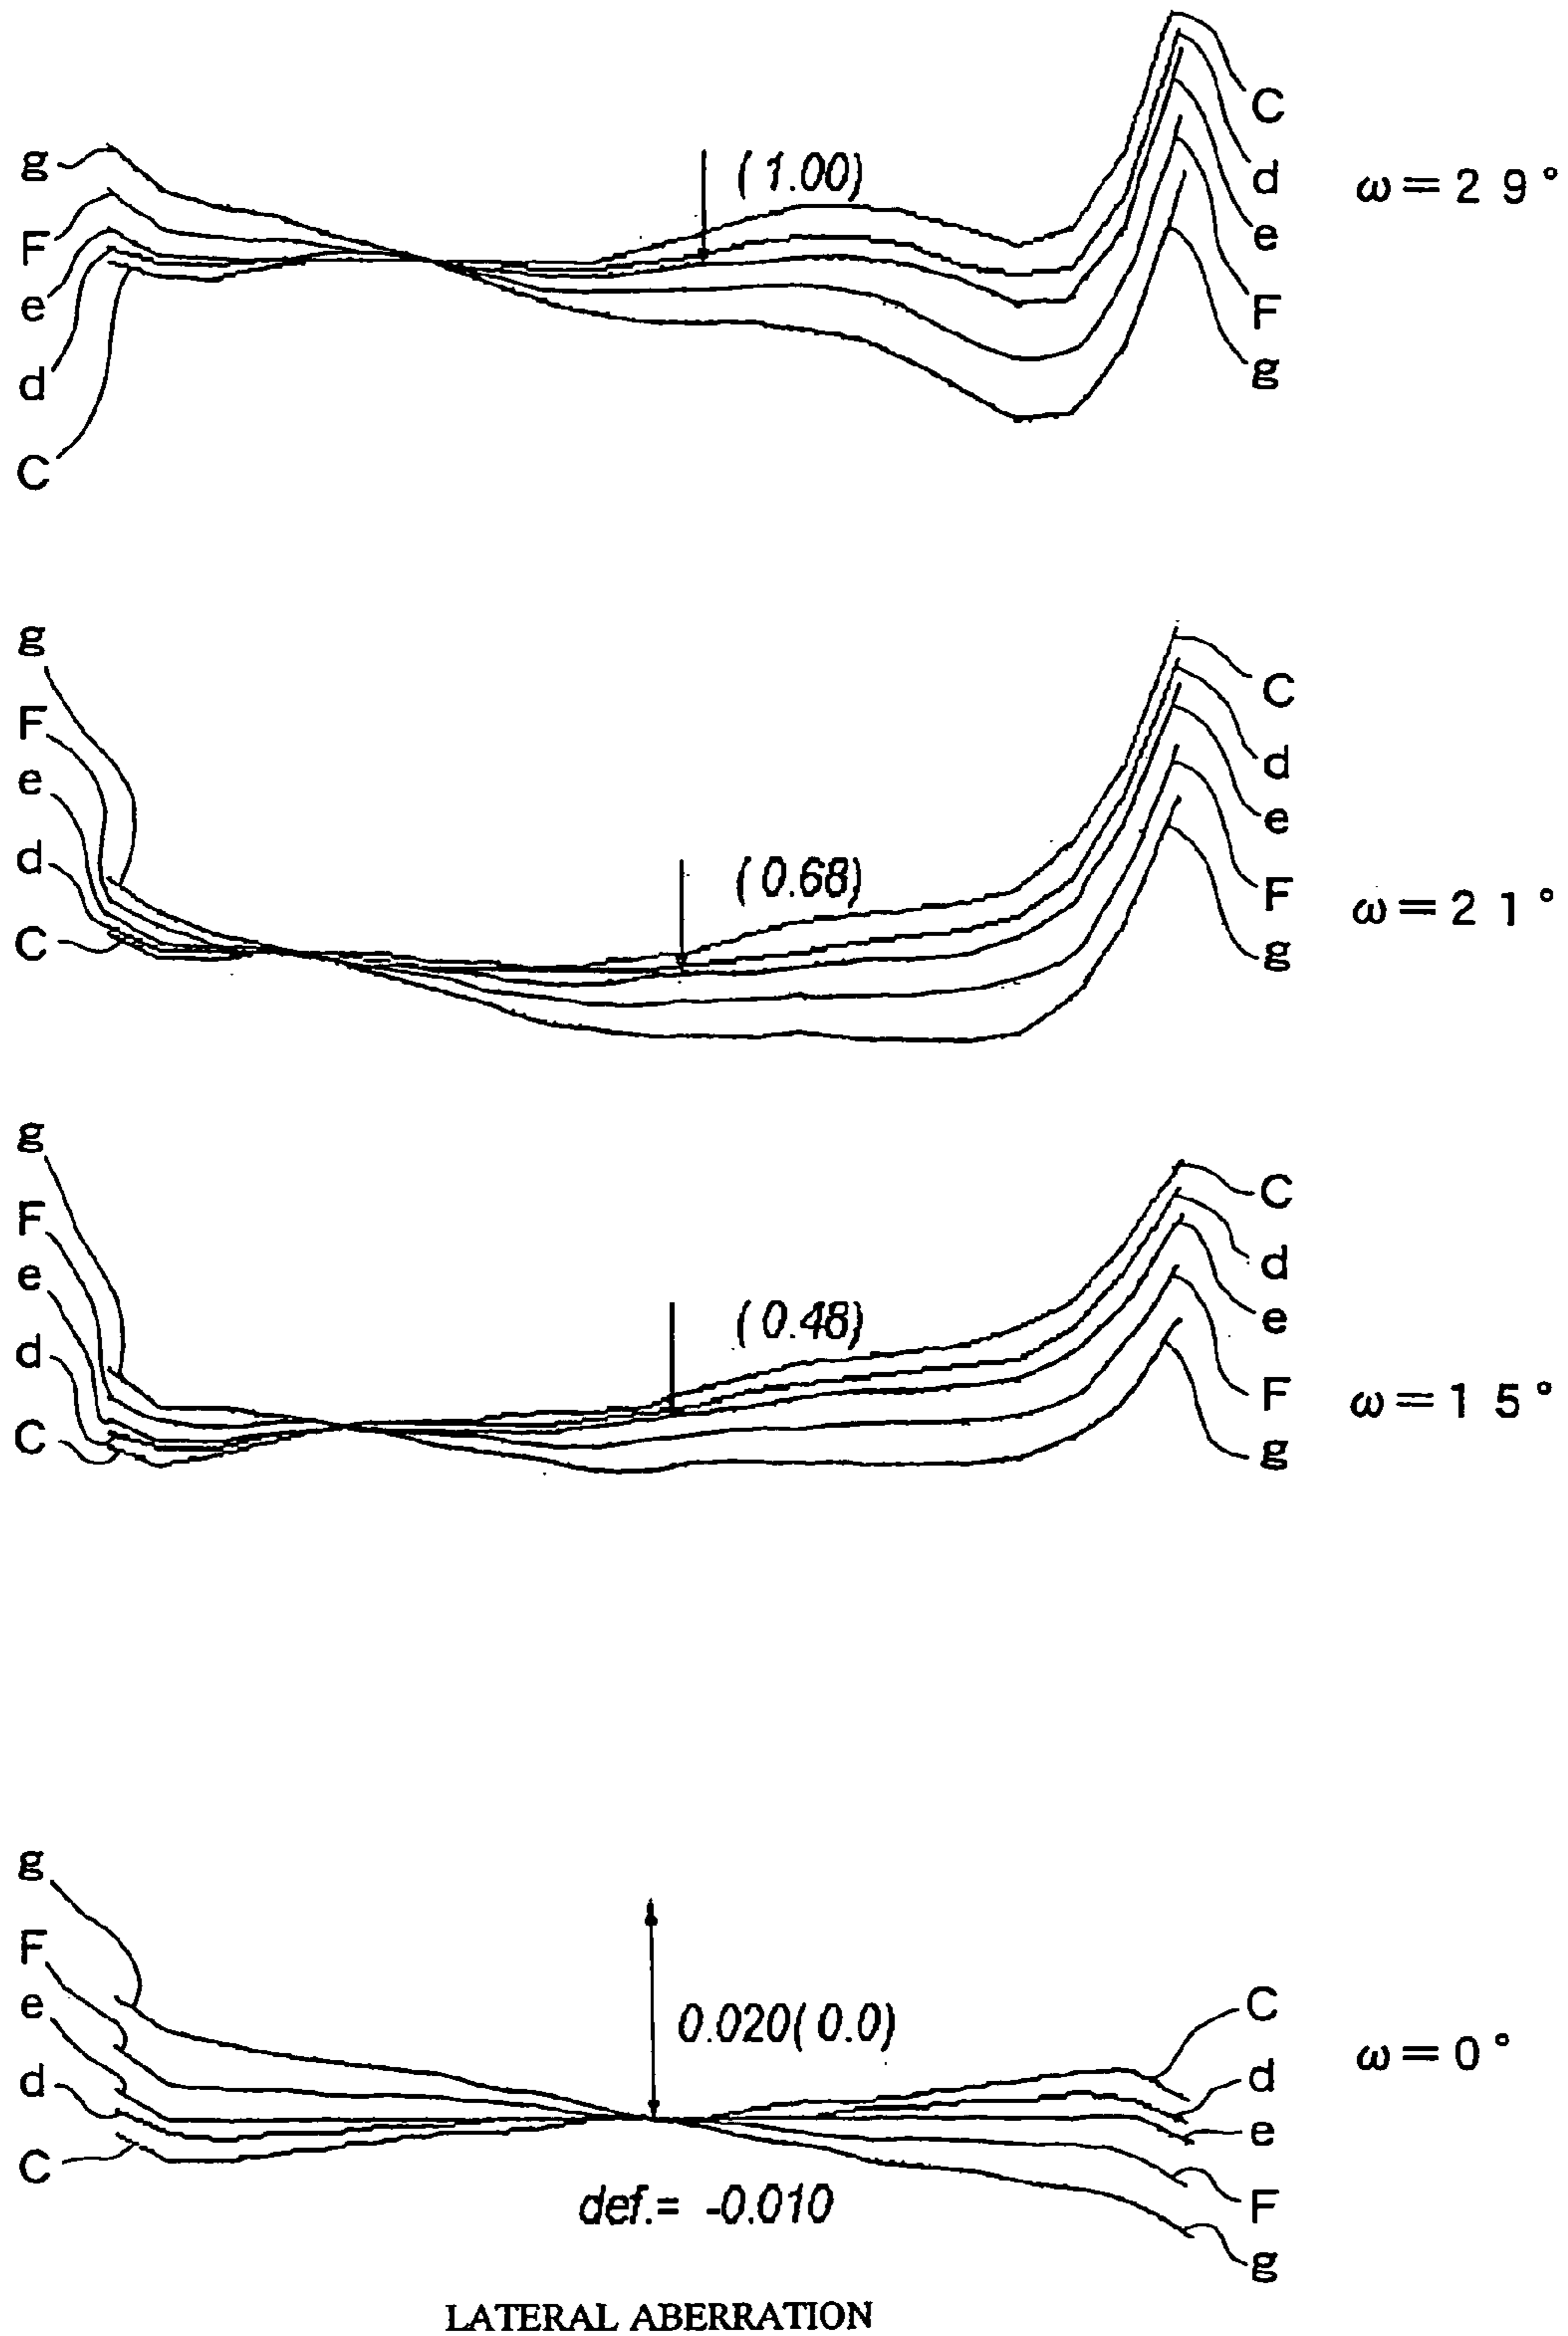 C
g
(1.00)
d
ω=29°
F
e
e
F
d
g
C
g
C
F
d
e
e
d
(0.68)
F
ω=21°
C
g
g
C
F
d
e
(0.48)
e
d
F
ω=15°
C
g
g
F
C
e
0.020(0.0)
ω=0°
d
d
e
C
def.= -0.010
F
g
LATERAL ABERRATION